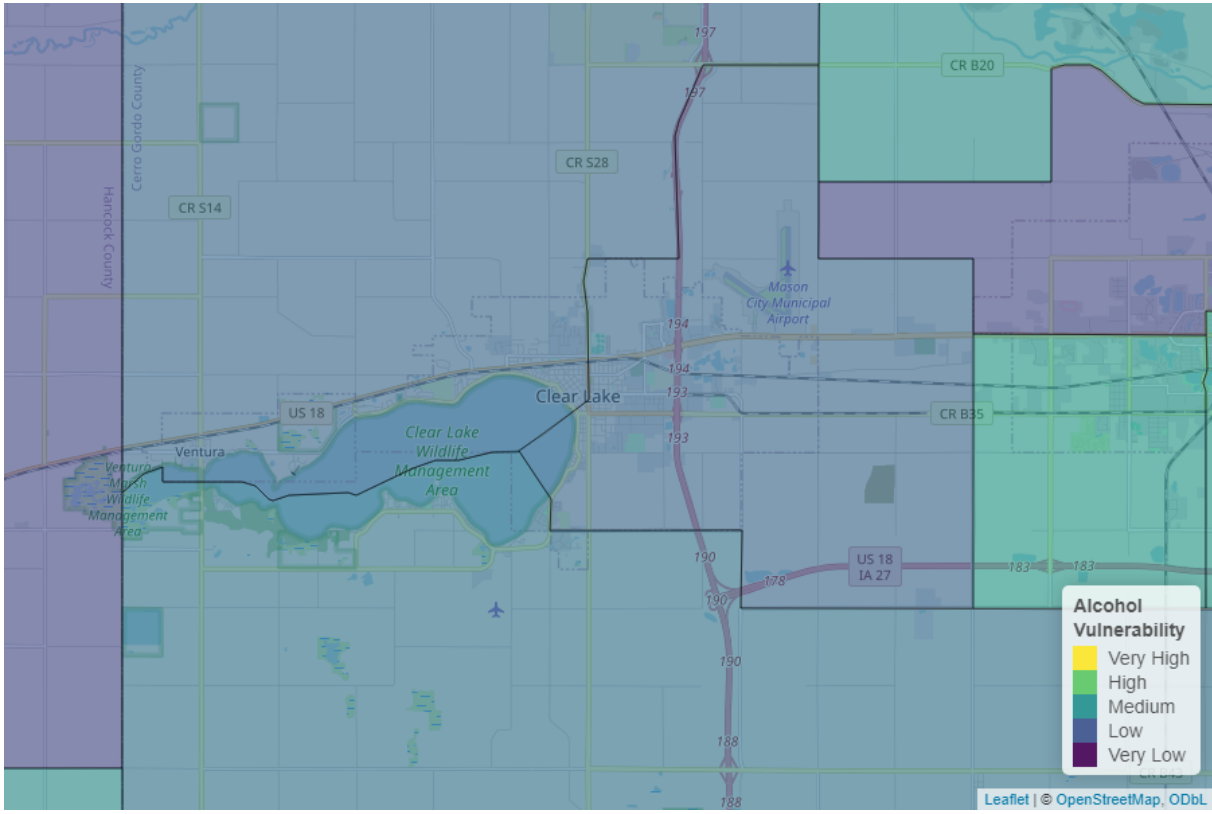 197
CR B20
197
Cerro Gordo County
CR S28
Hancock County
CR S14
Mason
City Municipal
Airport
194
194
193
Clear Lake
US 18
CR B35
Clear Lake
Wildlife
Management
Area
193
Ventura
Ventura
Marsh
Wildlife
Management
Area
190
US 18
IA 27
183
183
178
190
Alcohol
Vulnerability
Very High
High
Medium
Low
Very Low
190
188
CR B43
188
Leaflet | © OpenStreetMap, ODbL